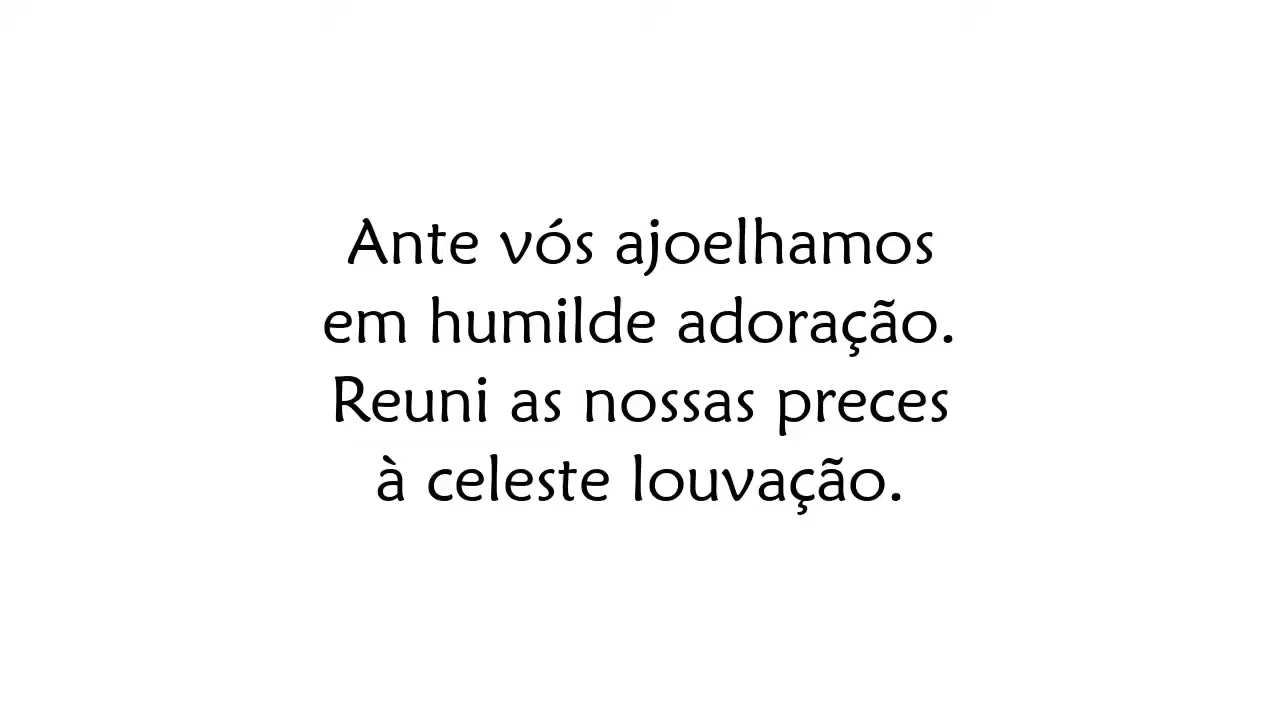 Ante vós ajoelhamos
em humilde adoração.
Reuni as nossas preces
à celeste louvação.